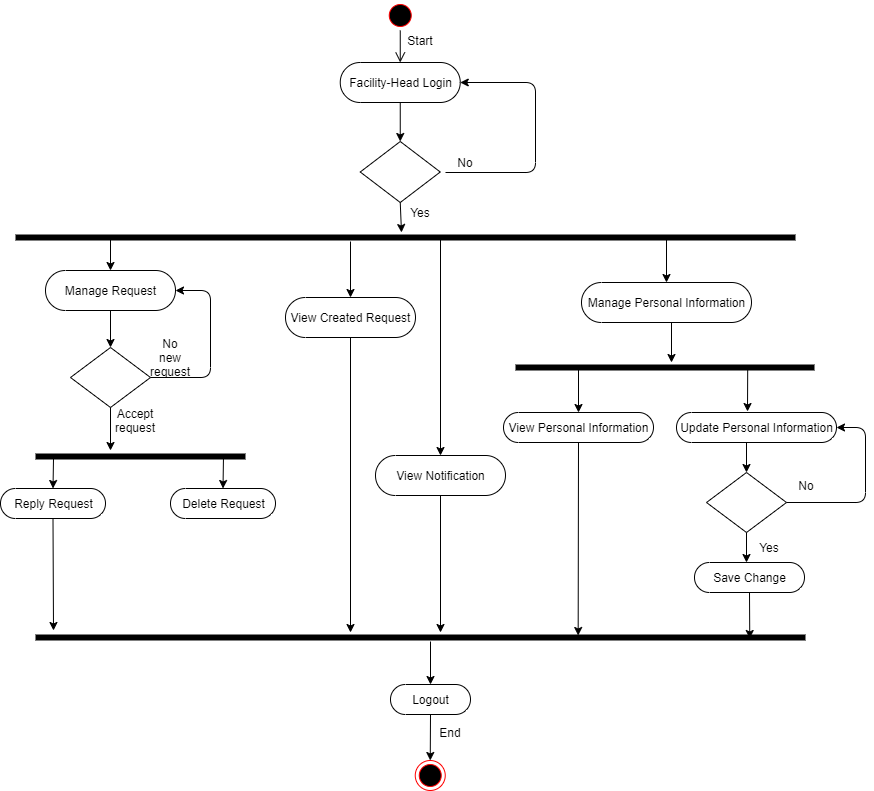 Start
Facility-Head Login
No
Yes
Manage Request
View Created Request
Manage Personal Information
No
new
request
Accept
request
View Personal Information
Update Personal Information
View Notification
No
Reply Request
Delete Request
Yes
Save Change
Logout
End